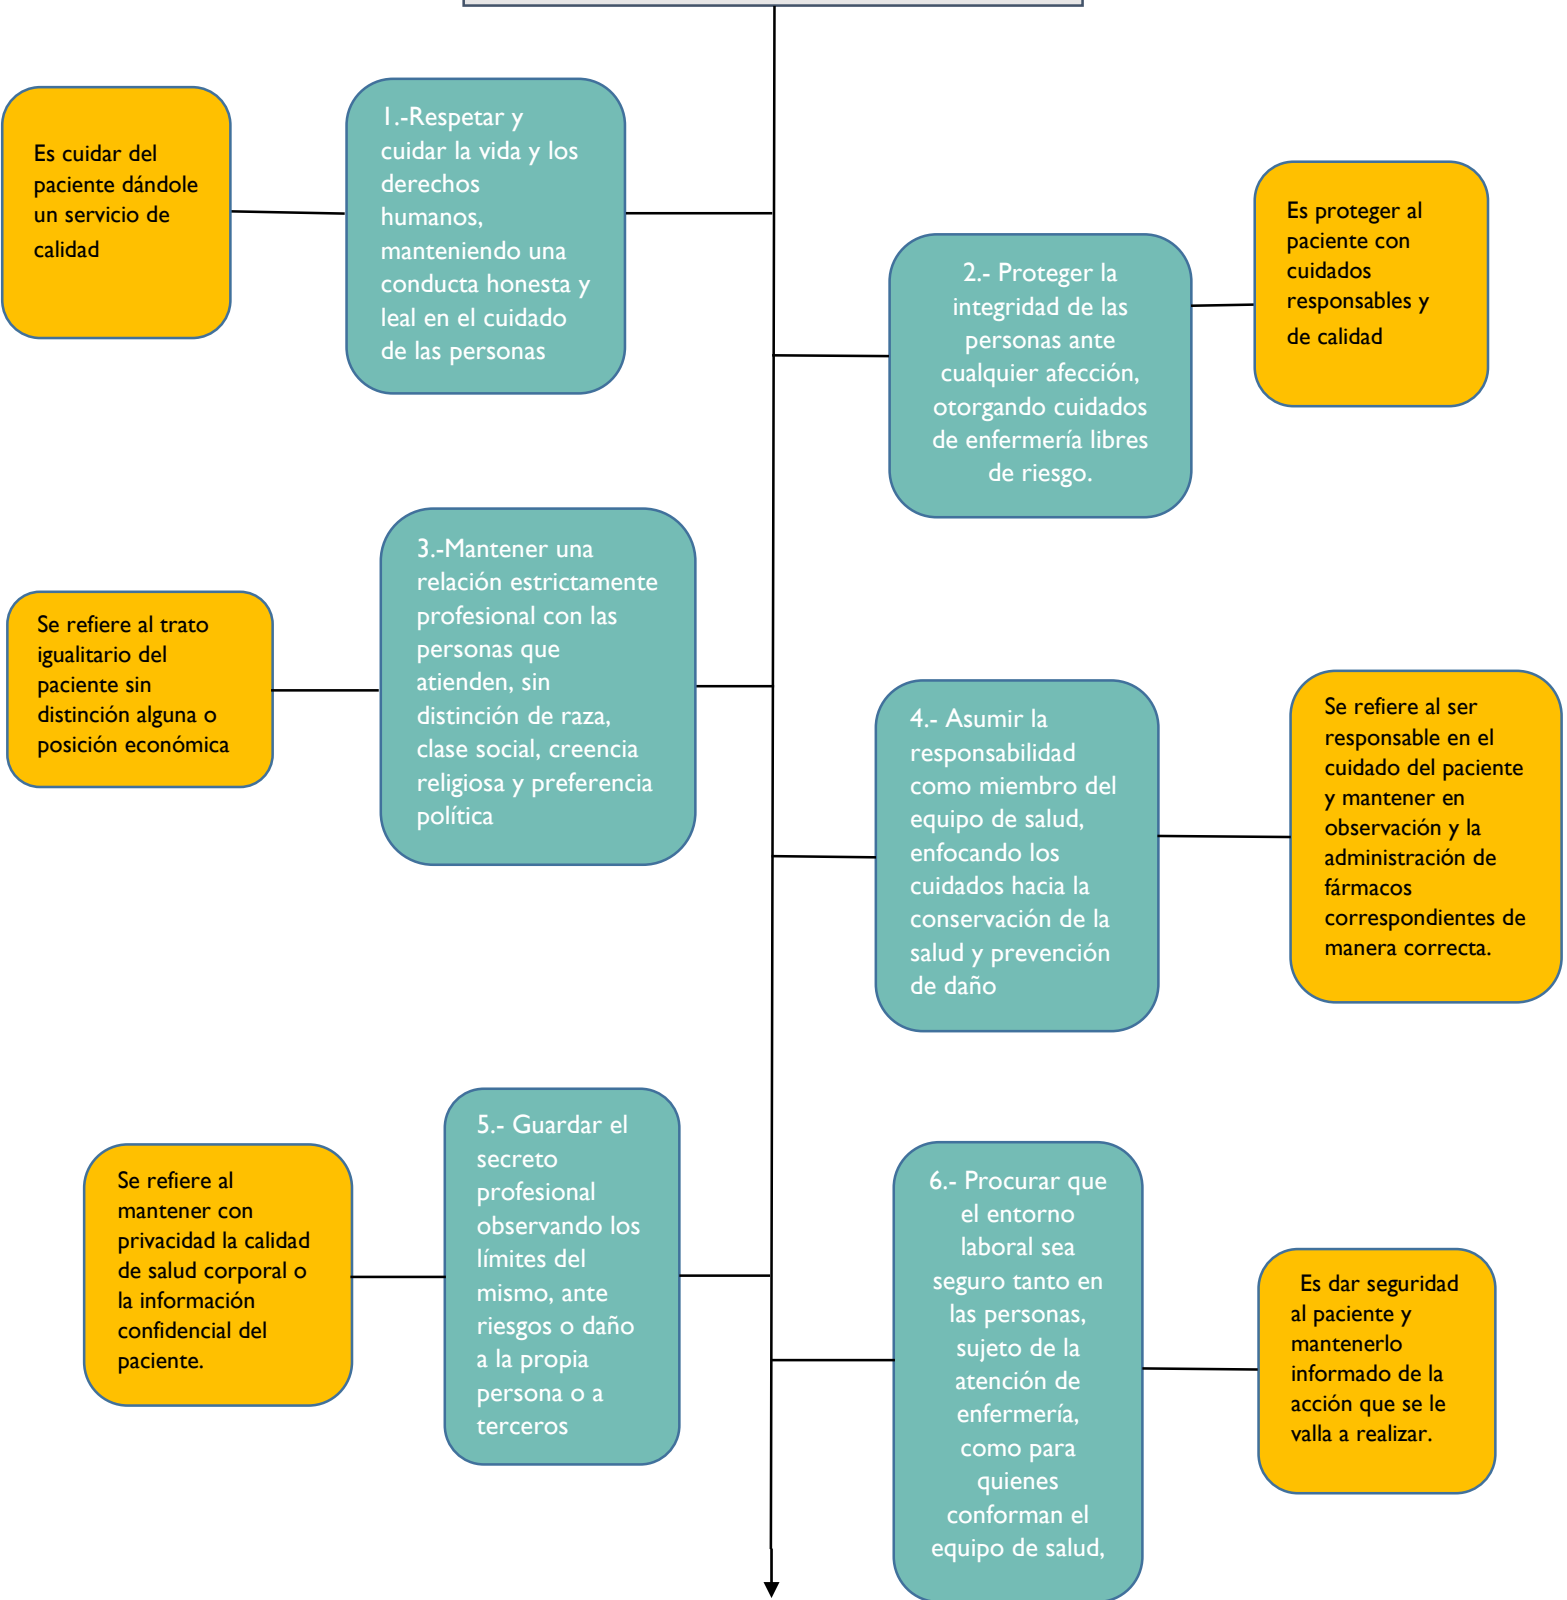 Es cuidar del
paciente dándole
un servicio de
calidad
1.-Respetar y
cuidar la vida y los
derechos
humanos,
manteniendo una
conducta honesta y
leal en el cuidado
de las personas
2.- Proteger la
integridad de las
personas ante
cualquier afección,
otorgando cuidados
de enfermería libres
de riesgo.
Es proteger al
paciente con
cuidados
responsables y
de calidad
Se refiere al trato
igualitario del
paciente sin
distinción alguna o
posición económica
3.-Mantener una
relación estrictamente
profesional con las
personas que
atienden, sin
distinción de raza,
clase social, creencia
religiosa y preferencia
política
4.- Asumir la
responsabilidad
como miembro del
equipo de salud,
enfocando los
cuidados hacia la
conservación de la
salud y prevención
de daño
Se refiere al ser
responsable en el
cuidado del paciente
y mantener en
observación y la
administración de
fármacos
correspondientes de
manera correcta.
Se refiere al
mantener con
privacidad la calidad
de salud corporal o
la información
confidencial del
paciente.
5.- Guardar el
secreto
profesional
observando los
límites del
mismo, ante
riesgos o daño
a la propia
persona o a
terceros
6.- Procurar que
el entorno
laboral sea
seguro tanto en
las personas,
sujeto de la
atención de
enfermería,
como para
quienes
conforman el
equipo de salud,
Es dar seguridad
al paciente y
mantenerlo
informado de la
acción que se le
valla a realizar.